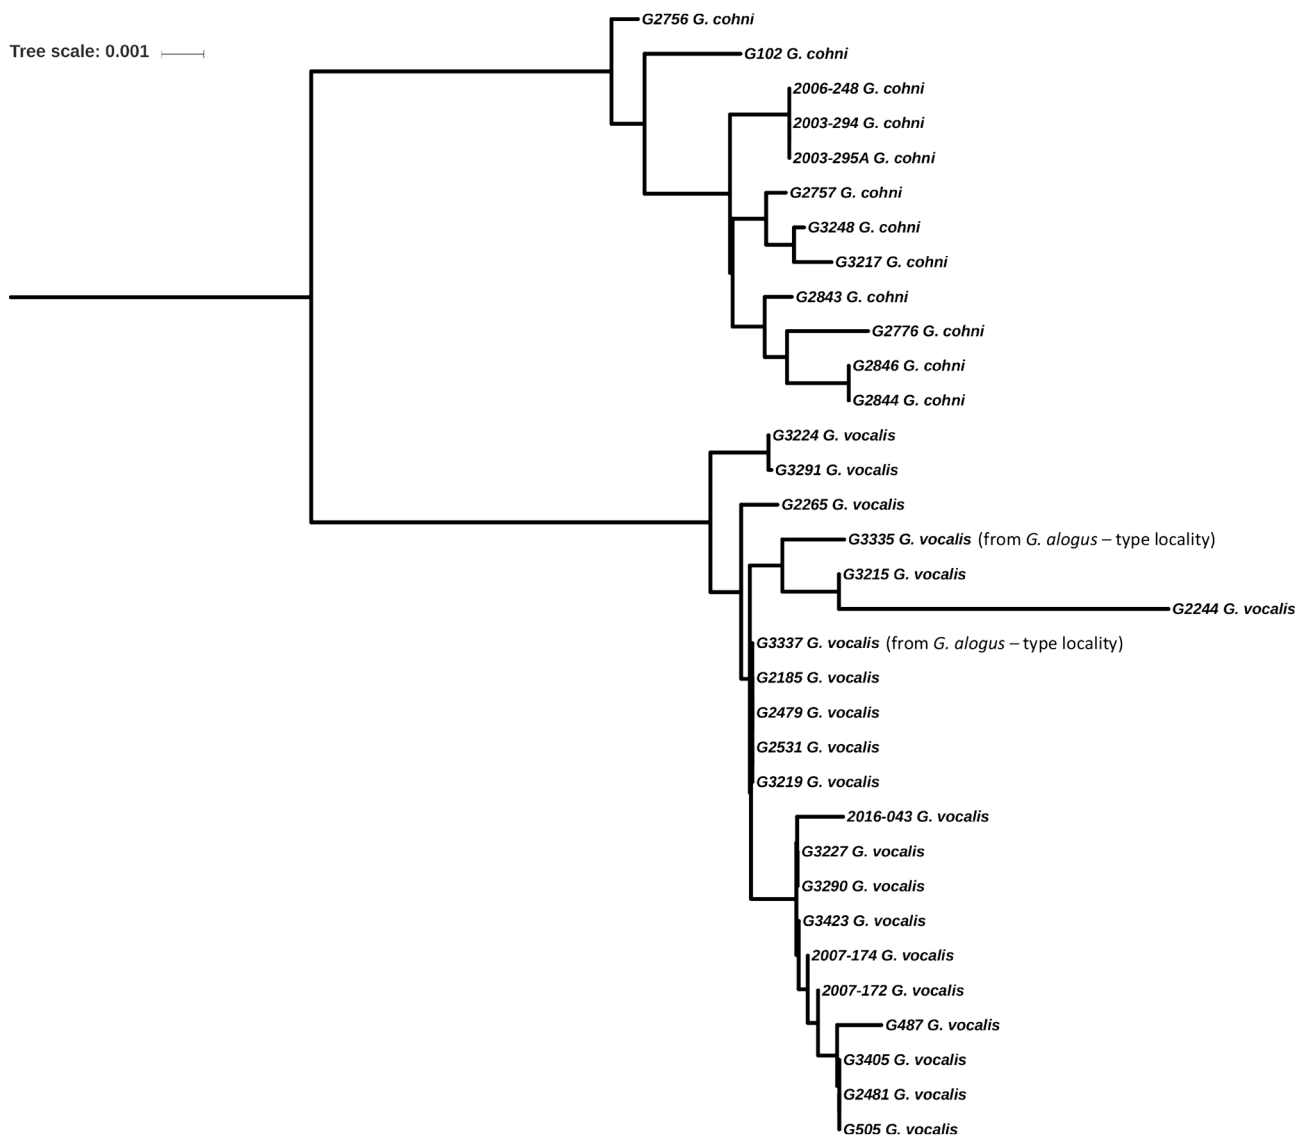 G2756 G. cohni
Tree scale: 0.001
G102 G. cohni
2006-248 G. cohni
2003-294 G. cohni
2003-295A G. cohni
G2757 G. cohni
G3248 G. cohni
G3217 G. cohni
G2843 G. cohni
G2776 G. cohni
G2846 G. cohni
G2844 G. cohni
G3224 G. vocalis
G3291 G. vocalis
G2265 G. vocalis
G3335 G. vocalis (from G. alogus – type locality)
G3215 G. vocalis
G2244 G. vocalis
G3337 G. vocalis (from G. alogus – type locality)
G2185 G. vocalis
G2479 G. vocalis
G2531 G. vocalis
G3219 G. vocalis
2016-043 G. vocalis
G3227 G. vocalis
G3290 G. vocalis
G3423 G. vocalis
2007-174 G. vocalis
2007-172 G. vocalis
G487 G. vocalis
G3405 G. vocalis
G2481 G. vocalis
G505 G. vocalis